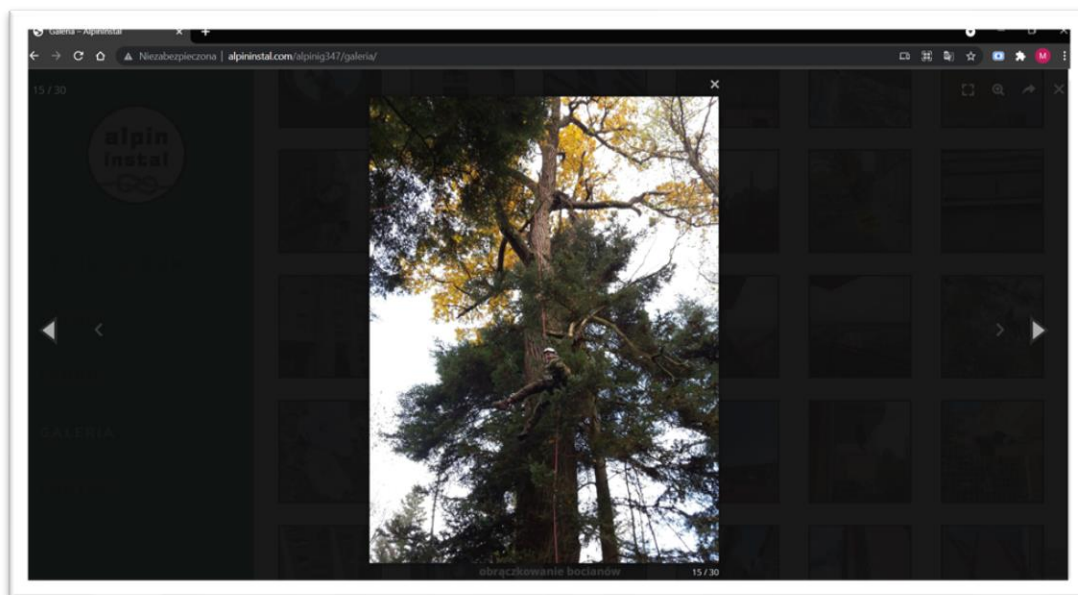 Galeria – AlpinInstal
Niezabezpieczona | alpininstal.com/alpinig347/galeria/
M
15 / 30
alpin
instal
GALERIA
obrączkowanie bocianów
15 / 30